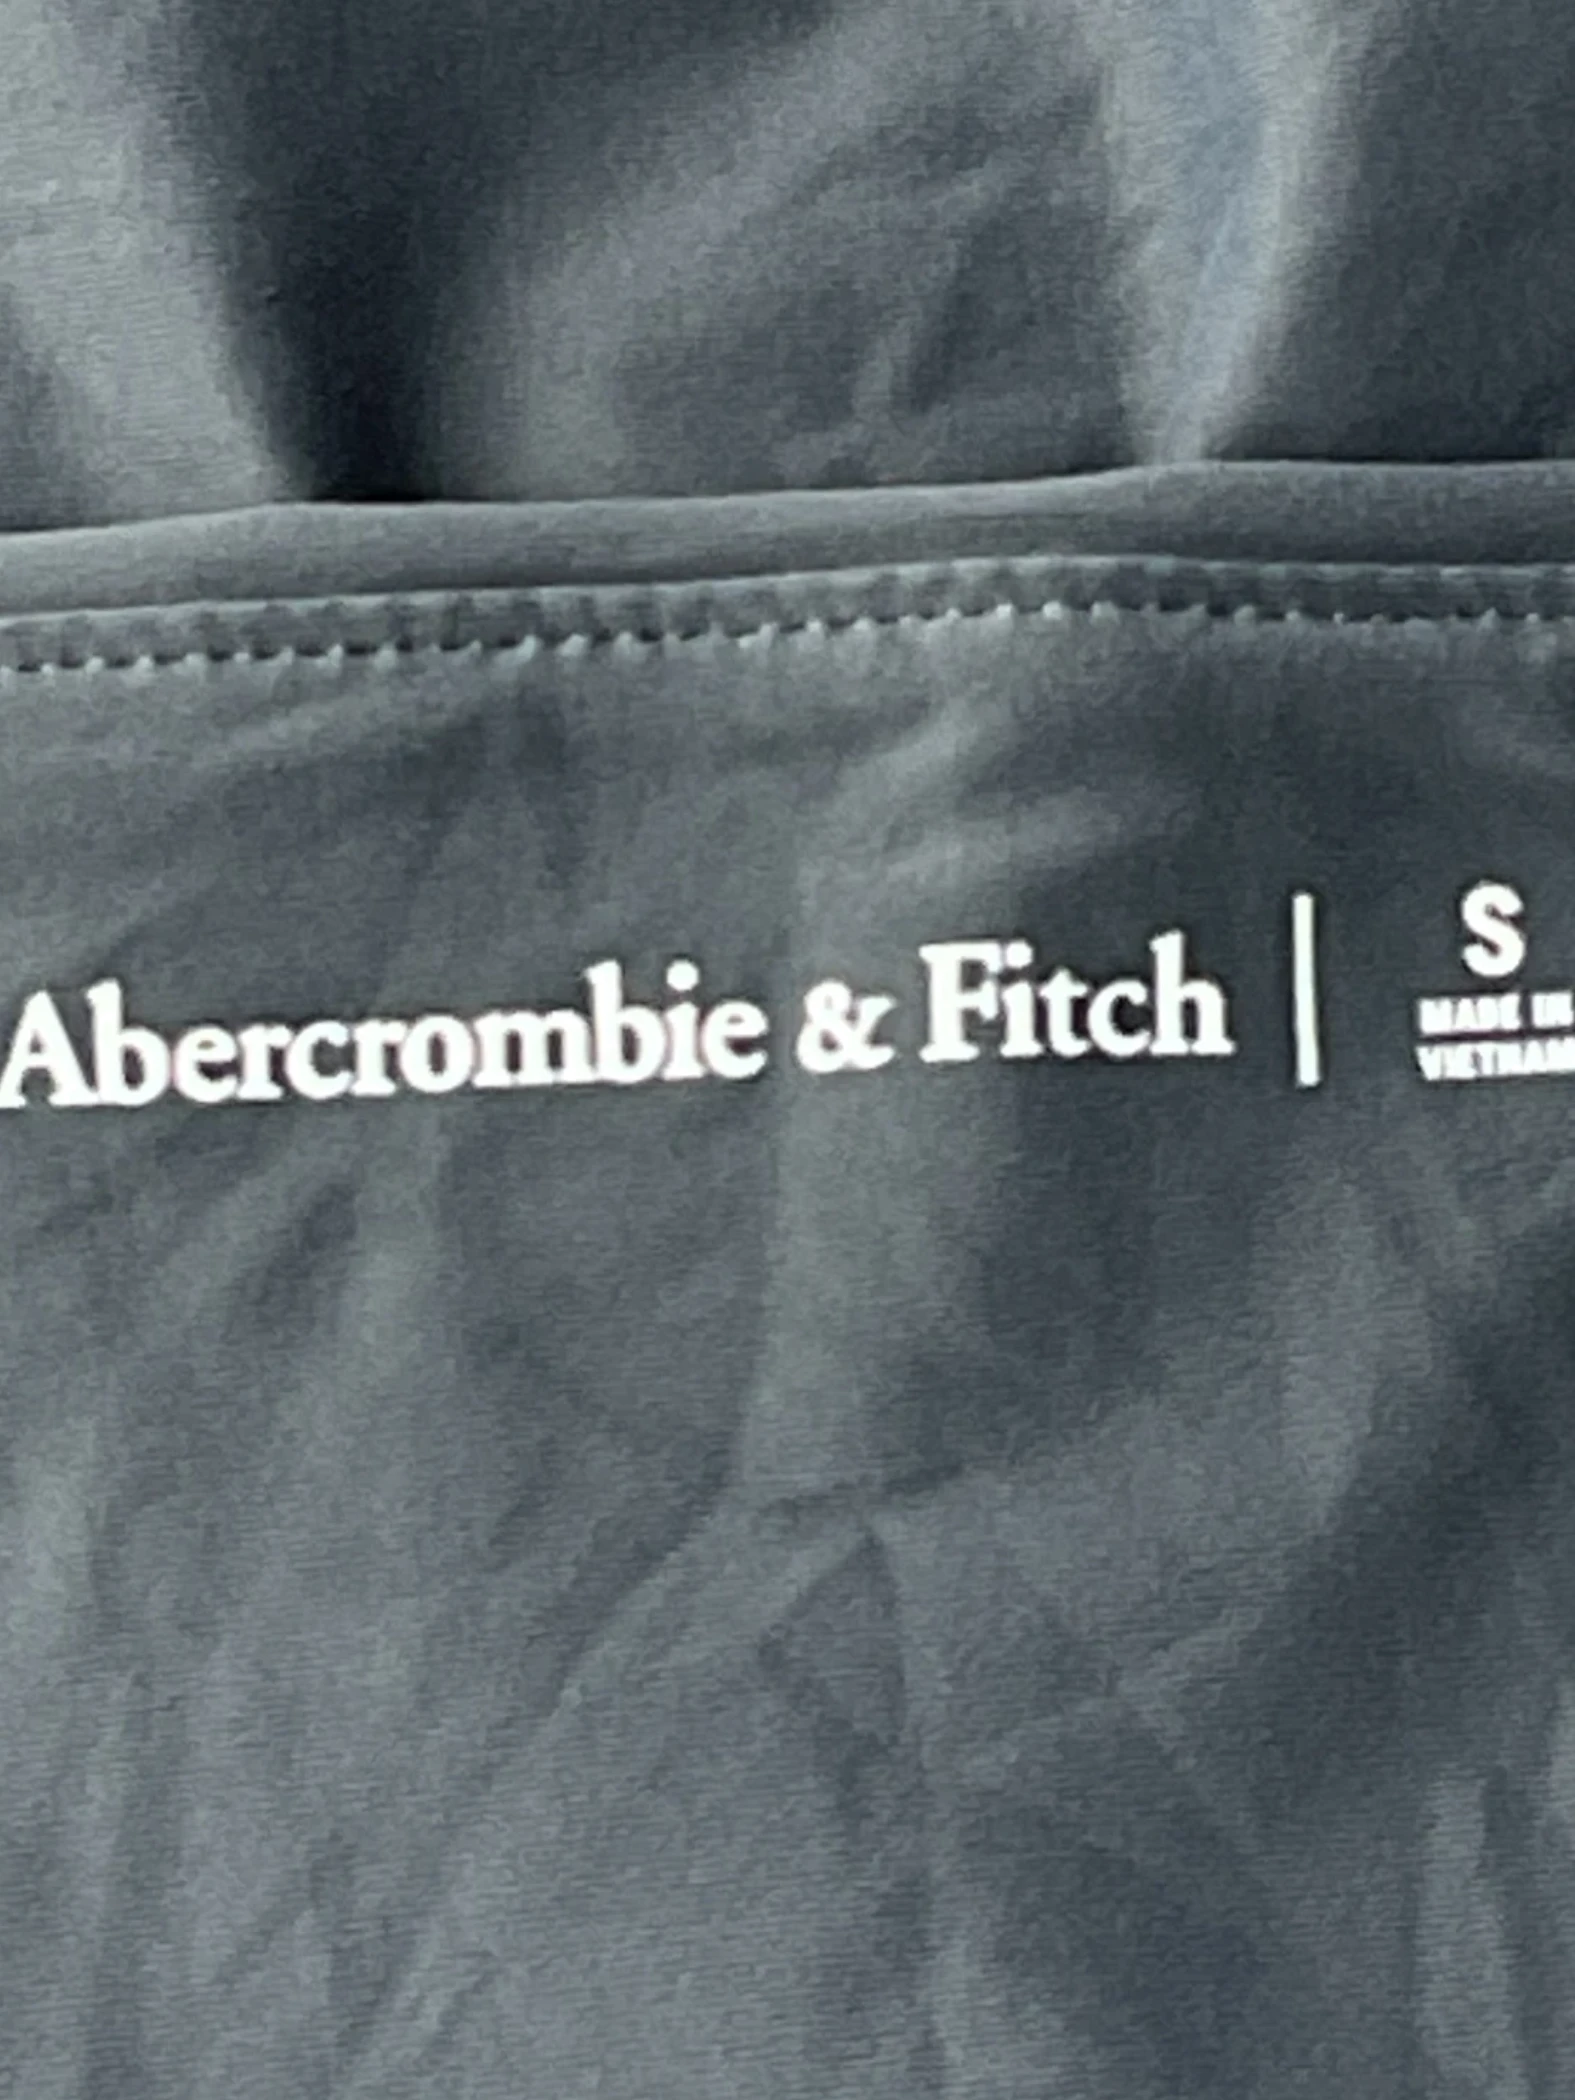 Abercrombie & Fitch
S
MADE IN
VIETNAM